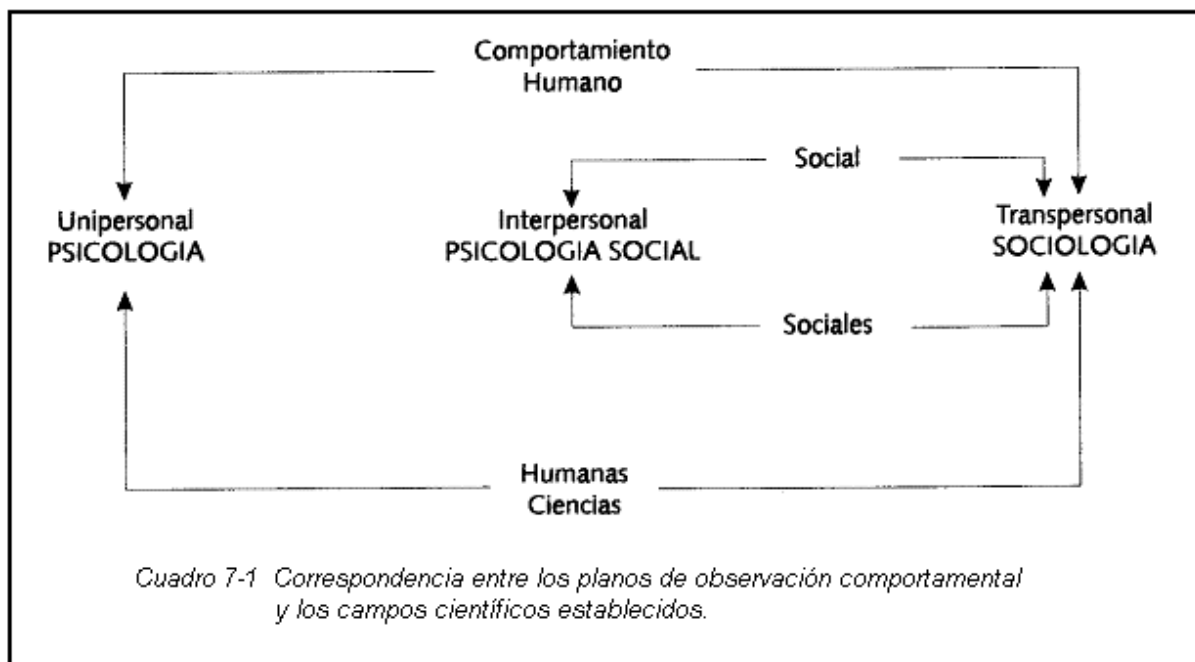 Comportamiento
Humano
Social
Unipersonal
PSICOLOGIA
Interpersonal
PSICOLOGIA SOCIAL
Transpersonal
SOCIOLOGIA
Sociales
Humanas
Ciencias
Cuadro 7-1 Correspondencia entre los planos de observación comportamental
y los campos científicos establecidos.